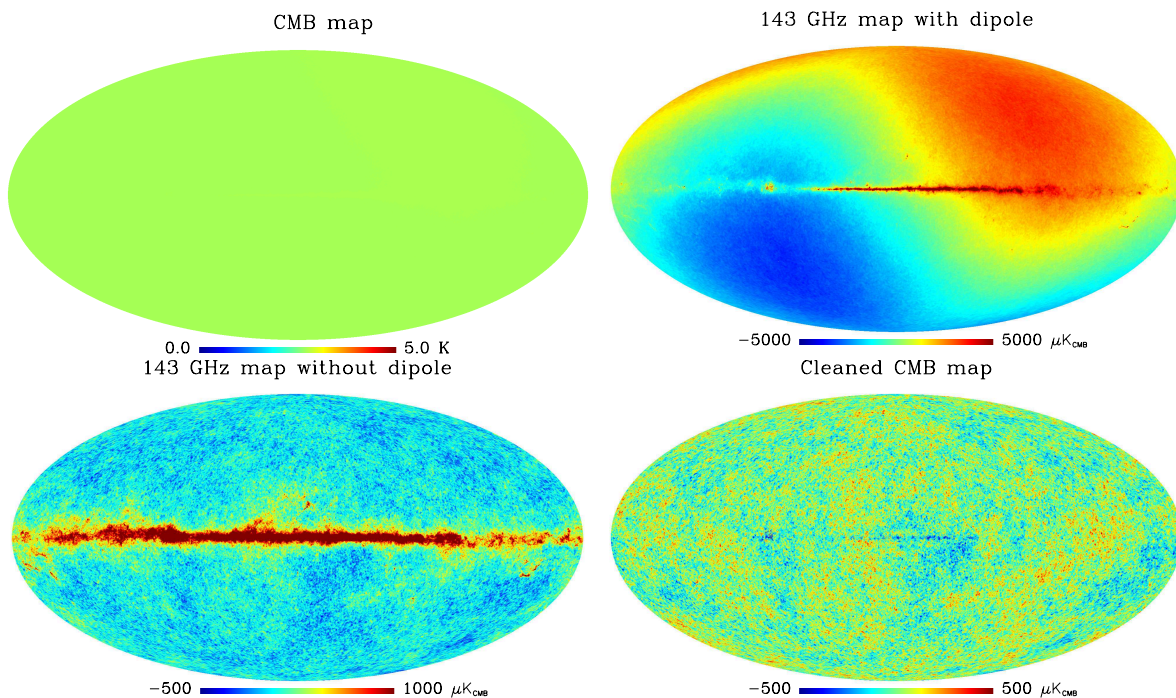 CMB map
143 GHz map with dipole
0.0 5.0 K
−5000 5000 μK_CMB
143 GHz map without dipole
Cleaned CMB map
−500 1000 μK_CMB
−500 500 μK_CMB